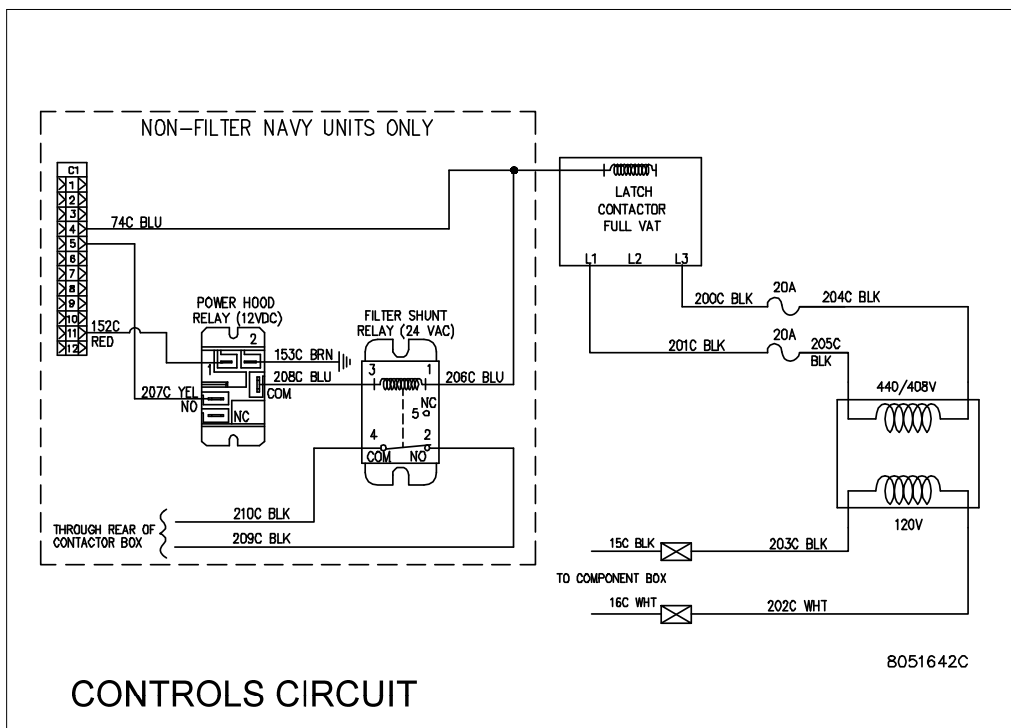 NON-FILTER NAVY UNITS ONLY
C1
1
2
3
4
5
6
7
8
9
10
11
12
74C BLU
152C
RED
POWER HOOD
RELAY (12VDC)
2
1
153C BRN
208C BLU
COM
207C YEL
NO
NC
FILTER SHUNT
RELAY (24 VAC)
3
1
206C BLU
NC
5
4
2
COM
NO
210C BLK
209C BLK
THROUGH REAR OF
CONTACTOR BOX
LATCH
CONTACTOR
FULL VAT
L1
L2
L3
200C BLK
20A
204C BLK
201C BLK
20A
205C
BLK
440/408V
120V
15C BLK
203C BLK
TO COMPONENT BOX
16C WHT
202C WHT
8051642C
CONTROLS CIRCUIT